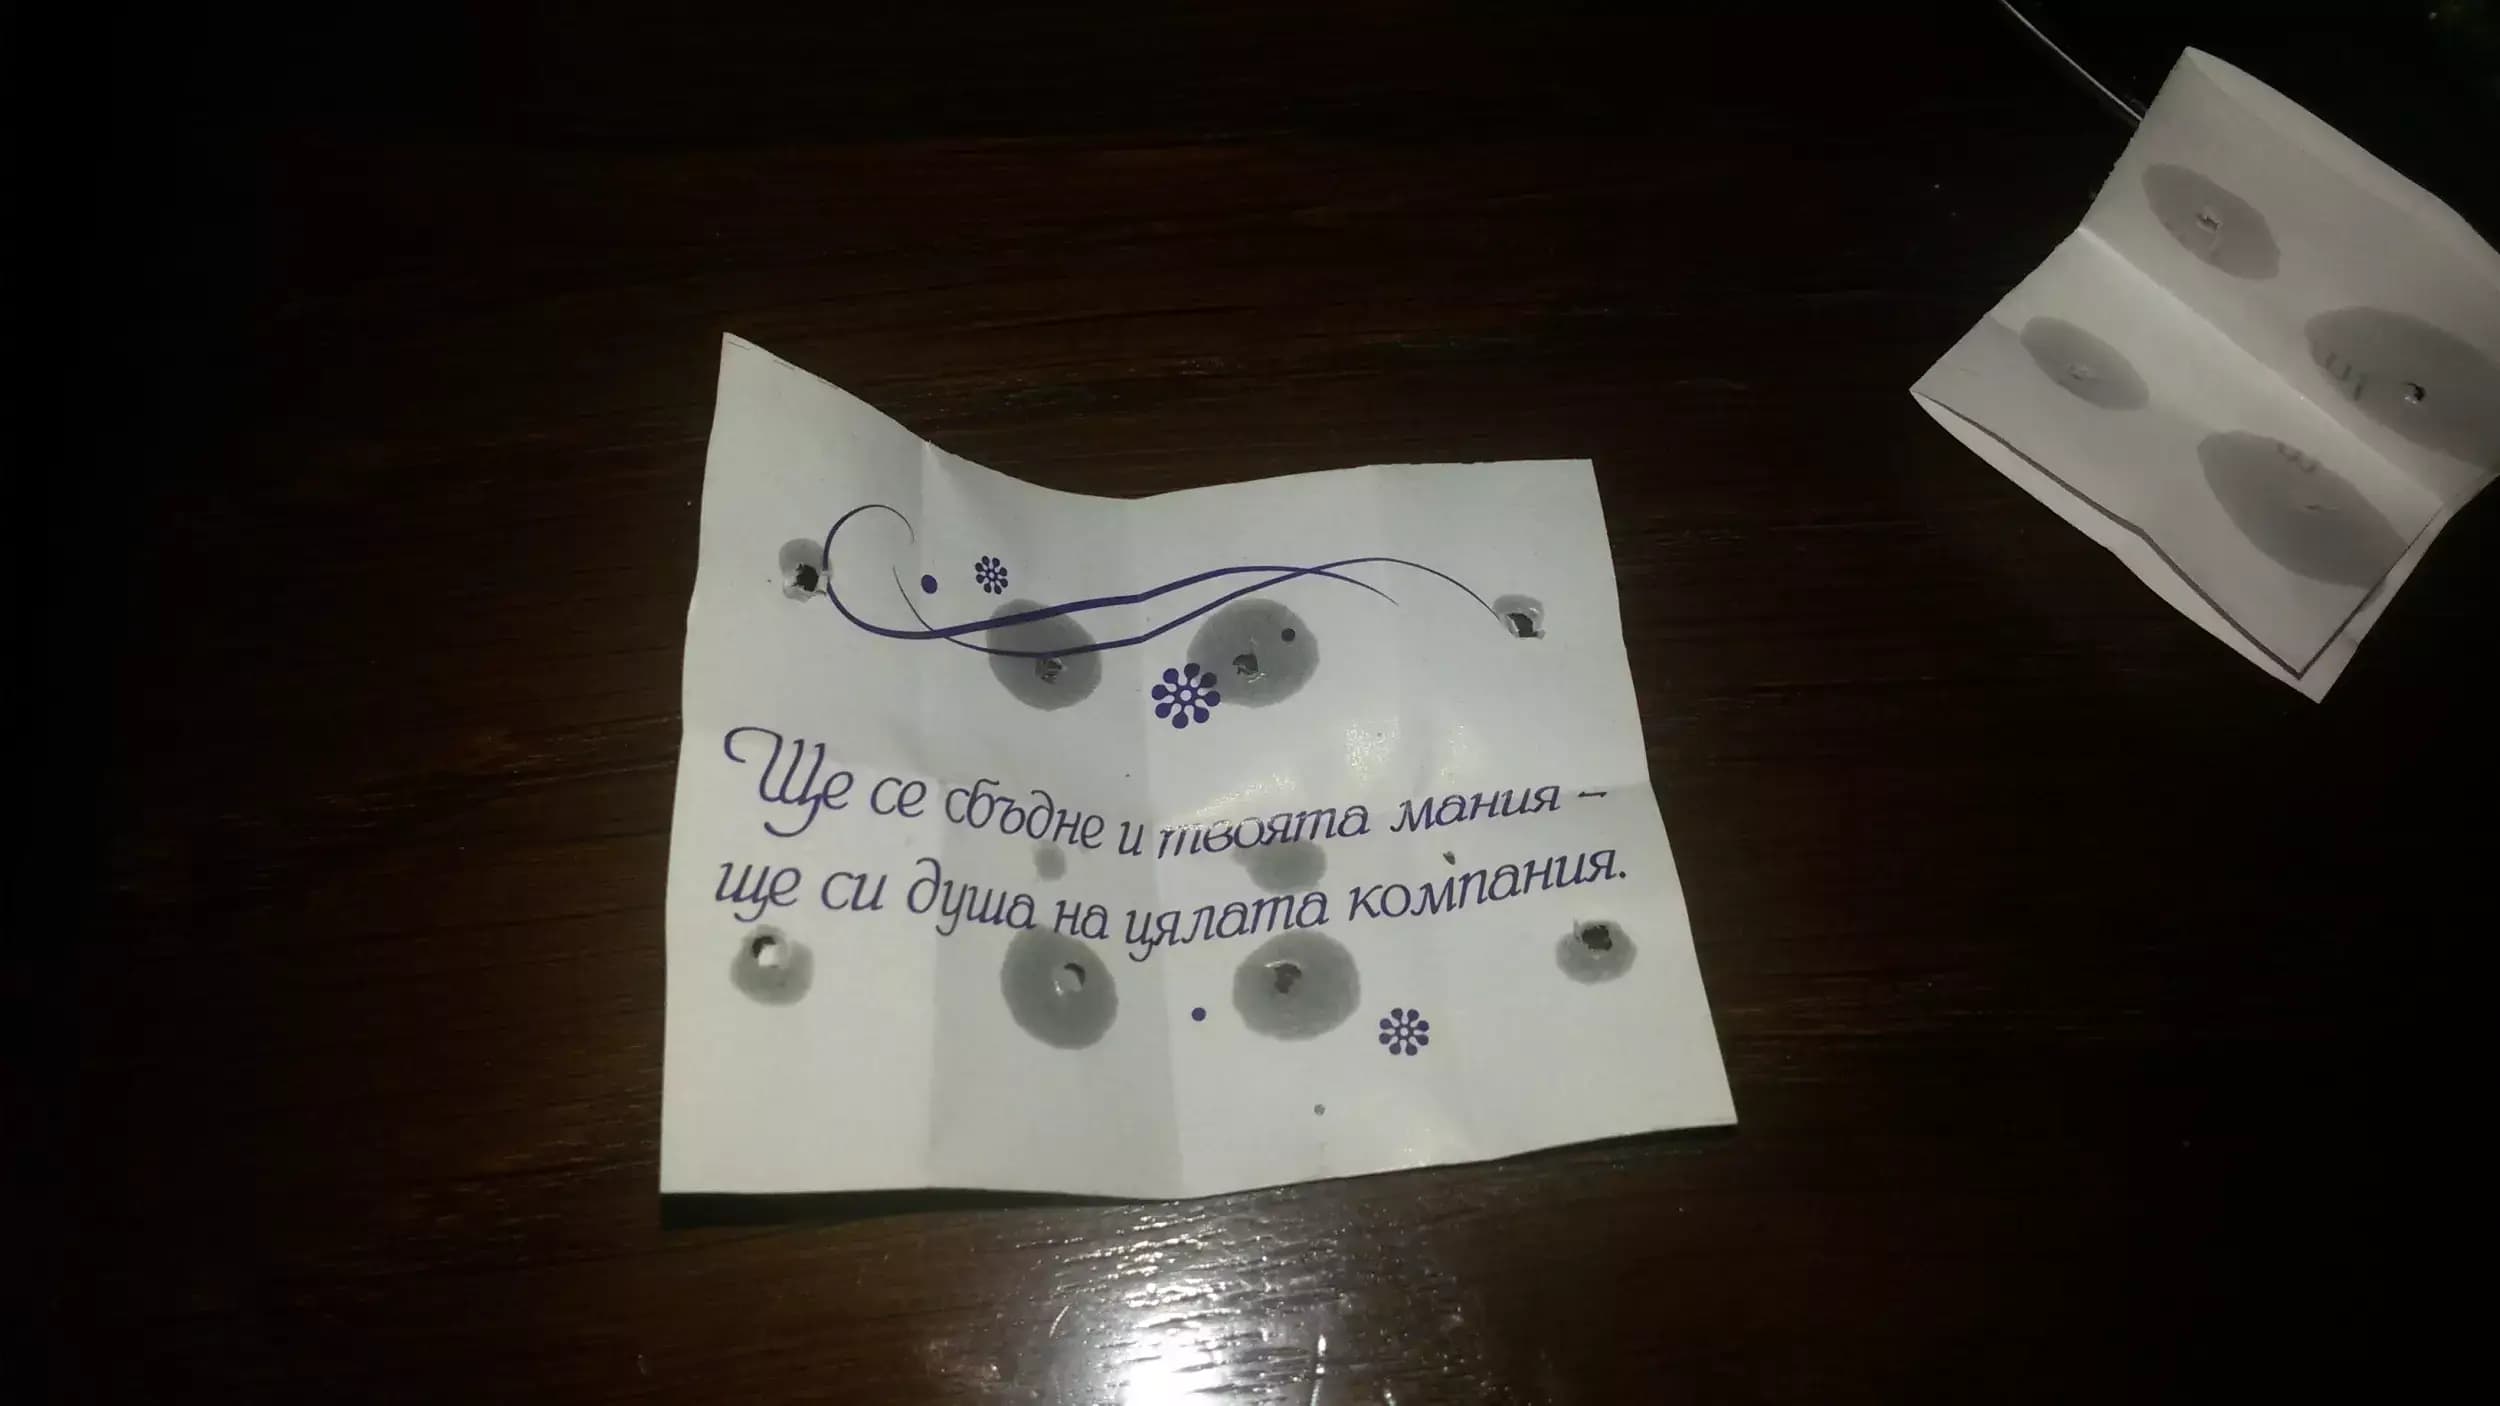 Ще се сбъдне и твоята мания –
ще си душа на цялата компания.